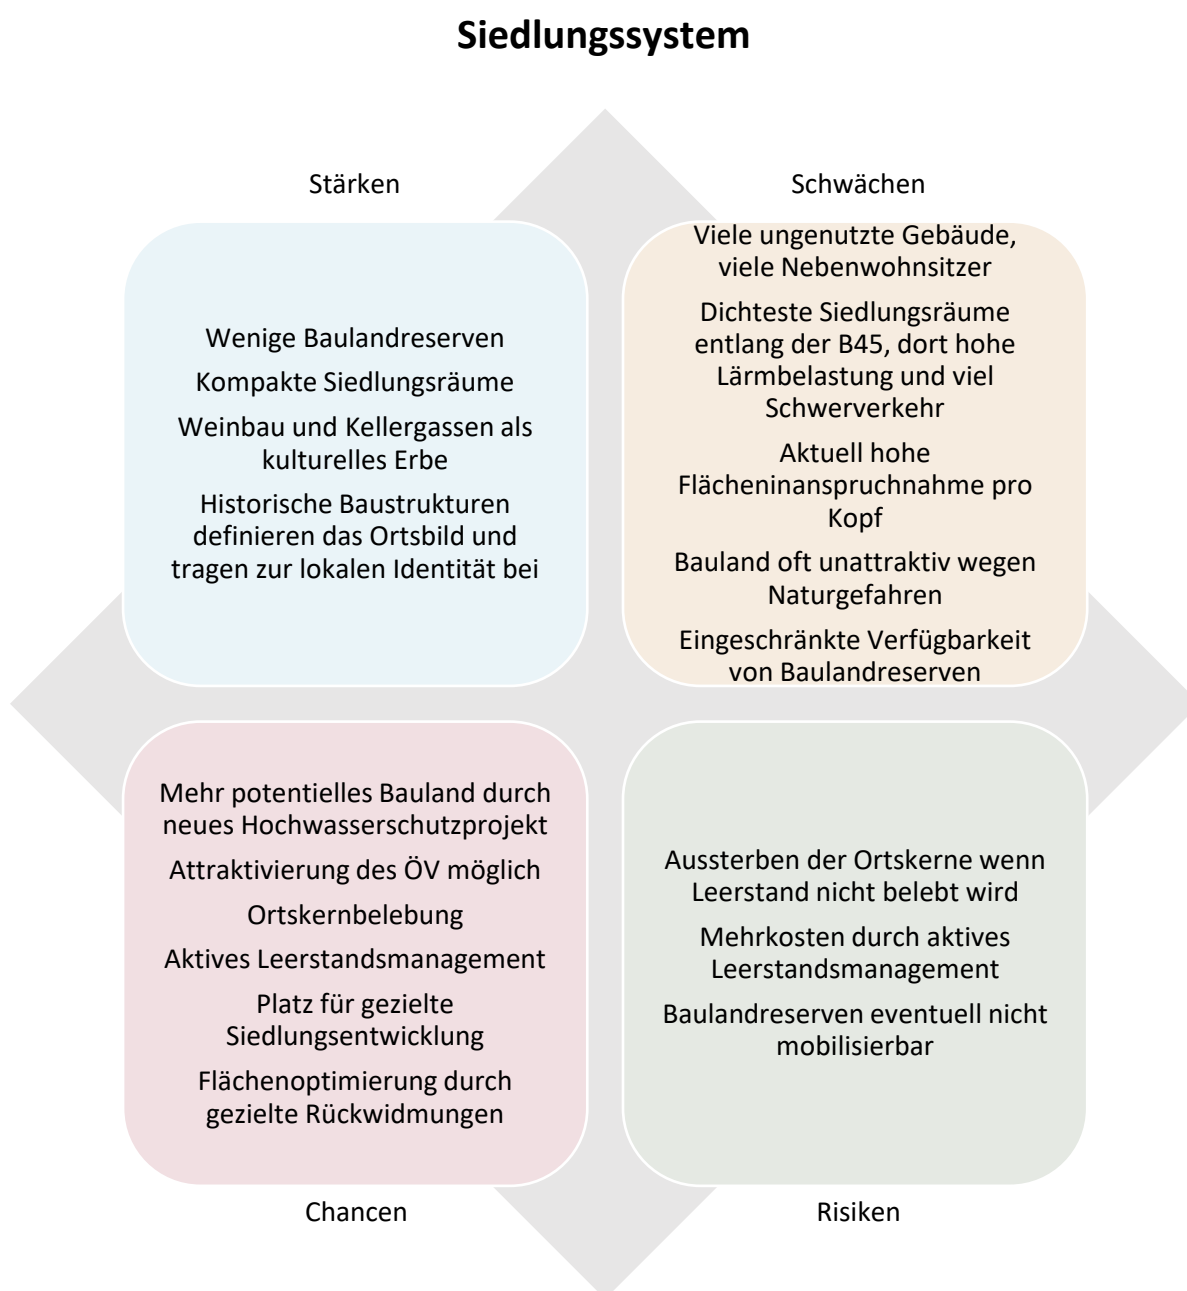 Siedlungssystem
Stärken
Wenige Baulandreserven
Kompakte Siedlungsräume
Weinbau und Kellergassen als
kulturelles Erbe
Historische Baustrukturen
definieren das Ortsbild und
tragen zur lokalen Identität bei
Schwächen
Viele ungenutzte Gebäude,
viele Nebenwohnsitzer
Dichteste Siedlungsräume
entlang der B45, dort hohe
Lärmbelastung und viel
Schwerverkehr
Aktuell hohe
Flächeninanspruchnahme pro
Kopf
Bauland oft unattraktiv wegen
Naturgefahren
Eingeschränkte Verfügbarkeit
von Baulandreserven
Mehr potentielles Bauland durch
neues Hochwasserschutzprojekt
Attraktivierung des ÖV möglich
Ortskernbelebung
Aktives Leerstandsmanagement
Platz für gezielte
Siedlungsentwicklung
Flächenoptimierung durch
gezielte Rückwidmungen
Chancen
Aussterben der Ortskerne wenn
Leerstand nicht belebt wird
Mehrkosten durch aktives
Leerstandsmanagement
Baulandreserven eventuell nicht
mobilisierbar
Risiken